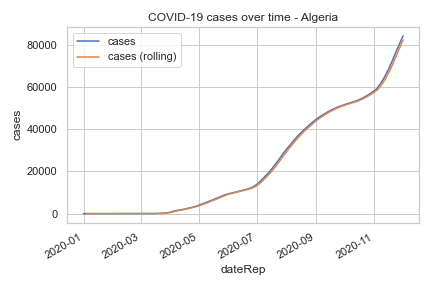 COVID-19 cases over time - Algeria
cases
cases (rolling)
80000
60000
40000
20000
0
cases
2020-01
2020-03
2020-05
2020-07
2020-09
2020-11
dateRep